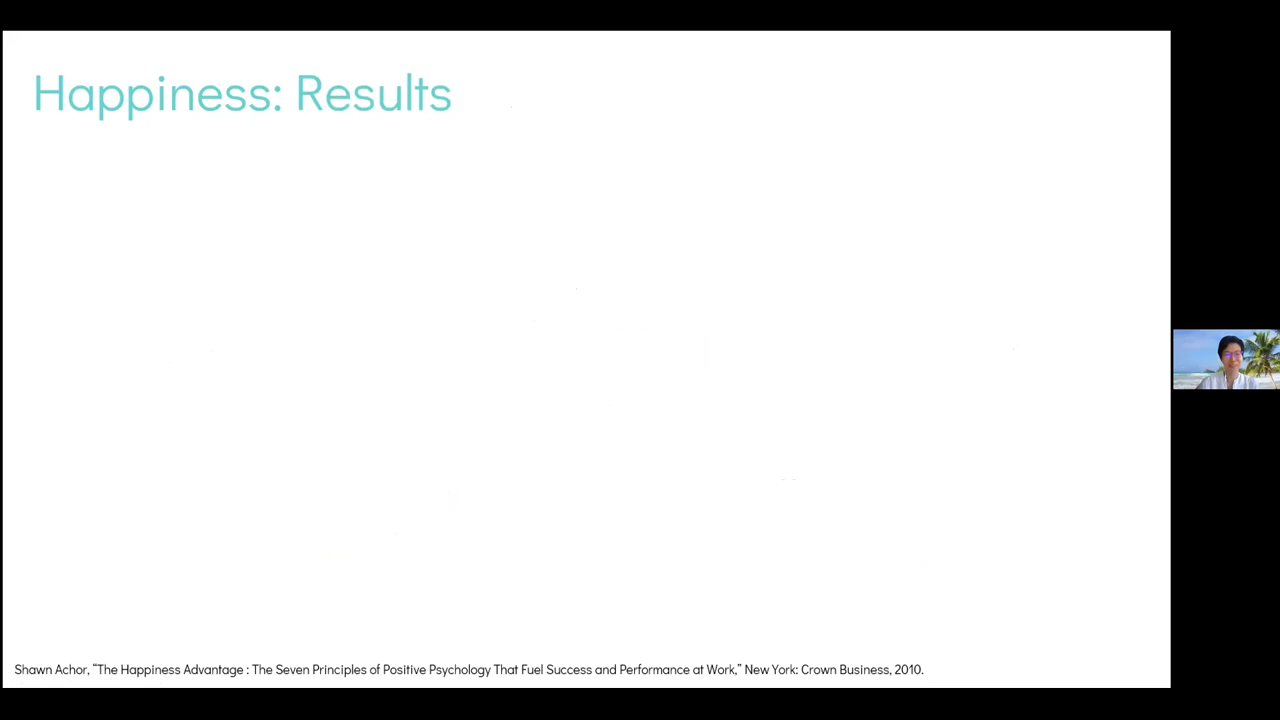 Happiness: Results
Shawn Achor, “The Happiness Advantage : The Seven Principles of Positive Psychology That Fuel Success and Performance at Work,” New York: Crown Business, 2010.